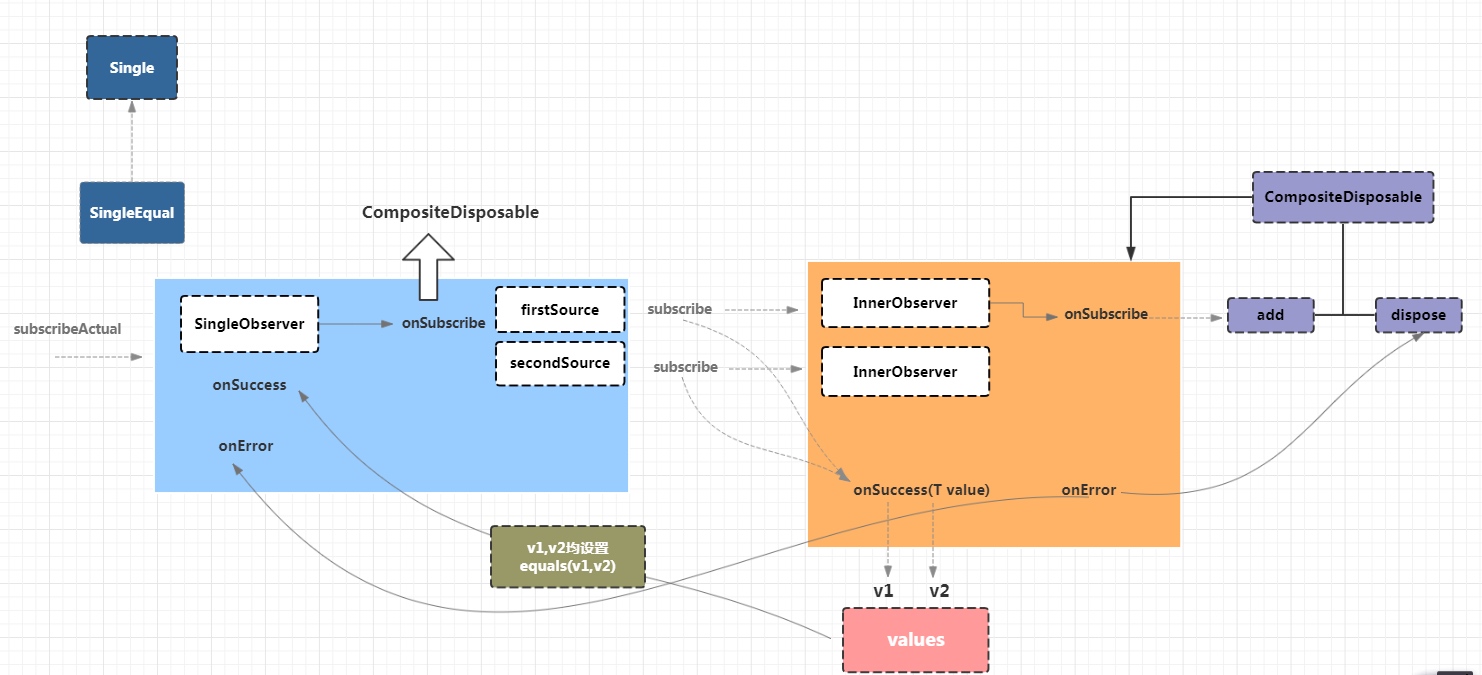 Single
SingleEqual
CompositeDisposable
CompositeDisposable
subscribeActual
SingleObserver
onSubscribe
firstSource
secondSource
onSuccess
onError
subscribe
subscribe
InnerObserver
InnerObserver
onSubscribe
add
dispose
onSuccess(T value)
onError
v1,v2均设置
equals(v1,v2)
v1
v2
values